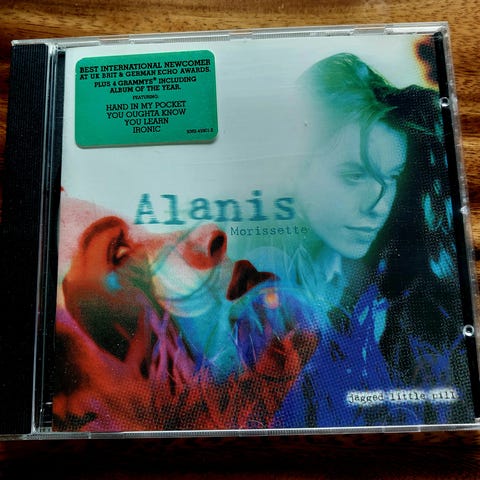 BEST INTERNATIONAL NEWCOMER
AT UK BRIT & GERMAN ECHO AWARDS.
PLUS 4 GRAMMYS® INCLUDING
ALBUM OF THE YEAR.
FEATURING:
HAND IN MY POCKET
YOU OUGHTA KNOW
YOU LEARN
IRONIC
Alanis
Morissette
jagged little pill